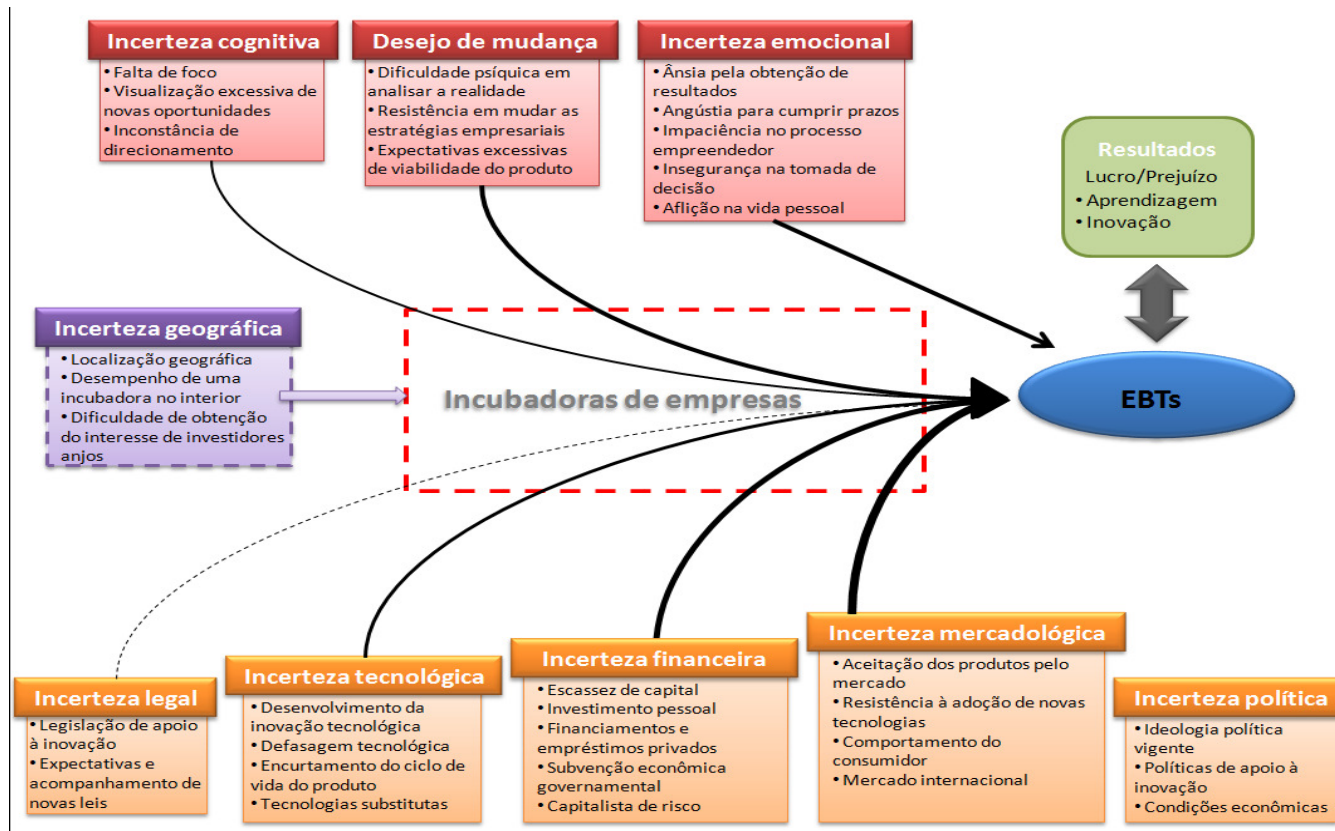 Incerteza cognitiva
• Falta de foco
• Visualização excessiva de
novas oportunidades
• Inconstância de
direcionamento
Desejo de mudança
• Dificuldade psíquica em
analisar a realidade
• Resistência em mudar as
estratégias empresariais
• Expectativas excessivas
de viabilidade do produto
Incerteza emocional
• Ânsia pela obtenção de
resultados
• Angústia para cumprir prazos
• Impaciência no processo
empreendedor
• Insegurança na tomada de
decisão
• Aflição na vida pessoal
Resultados
Lucro/Prejuízo
• Aprendizagem
• Inovação
Incerteza geográfica
• Localização geográfica
• Desempenho de uma
incubadora no interior
• Dificuldade de obtenção
do interesse de investidores
anjos
Incubadoras de empresas
EBTs
Incerteza legal
• Legislação de apoio
à inovação
• Expectativas e
acompanhamento de
novas leis
Incerteza tecnológica
• Desenvolvimento da
inovação tecnológica
• Defasagem tecnológica
• Encurtamento do ciclo de
vida do produto
• Tecnologias substitutas
Incerteza financeira
• Escassez de capital
• Investimento pessoal
• Financiamentos e
empréstimos privados
• Subvenção econômica
governamental
• Capitalista de risco
Incerteza mercadológica
• Aceitação dos produtos pelo
mercado
• Resistência à adoção de novas
tecnologias
• Comportamento do
consumidor
• Mercado internacional
Incerteza política
• Ideologia política
vigente
• Políticas de apoio à
inovação
• Condições econômicas